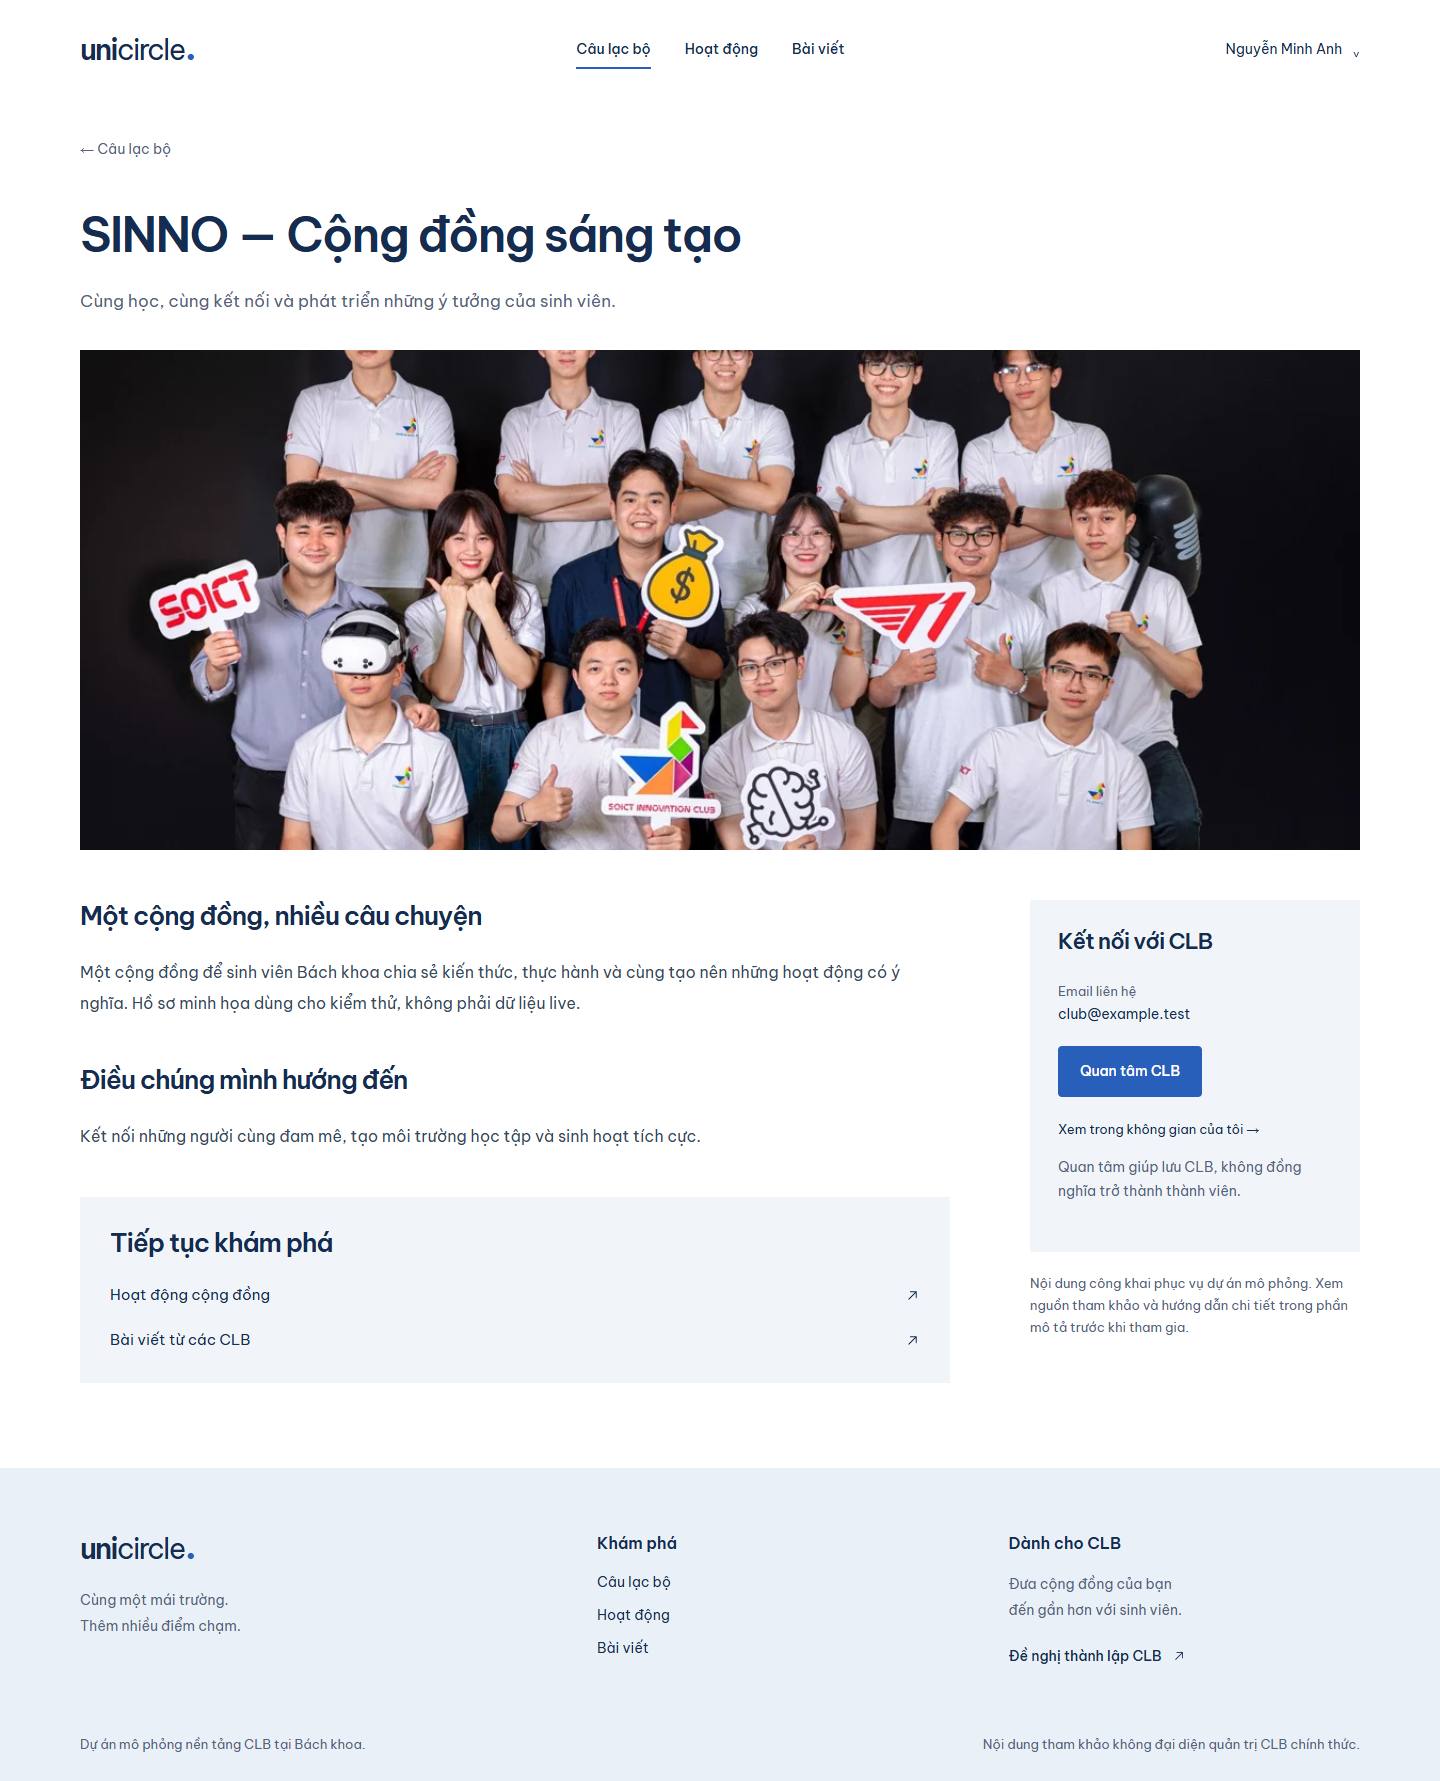 unicircle.
Câu lạc bộ Hoạt động Bài viết
Nguyễn Minh Anh
← Câu lạc bộ
SINNO — Cộng đồng sáng tạo
Cùng học, cùng kết nối và phát triển những ý tưởng của sinh viên.
SOICT
$
T1
SOICT INNOVATION CLUB
Một cộng đồng, nhiều câu chuyện
Một cộng đồng để sinh viên Bách khoa chia sẻ kiến thức, thực hành và cùng tạo nên những hoạt động có ý
nghĩa. Hồ sơ minh họa dùng cho kiểm thử, không phải dữ liệu live.
Điều chúng mình hướng đến
Kết nối những người cùng đam mê, tạo môi trường học tập và sinh hoạt tích cực.
Tiếp tục khám phá
Hoạt động cộng đồng ↗
Bài viết từ các CLB ↗
Kết nối với CLB
Email liên hệ
club@example.test
Quan tâm CLB
Xem trong không gian của tôi →
Quan tâm giúp lưu CLB, không đồng
nghĩa trở thành thành viên.
Nội dung công khai phục vụ dự án mô phỏng. Xem
nguồn tham khảo và hướng dẫn chi tiết trong phần
mô tả trước khi tham gia.
unicircle.
Cùng một mái trường.
Thêm nhiều điểm chạm.
Khám phá
Câu lạc bộ
Hoạt động
Bài viết
Dành cho CLB
Đưa cộng đồng của bạn
đến gần hơn với sinh viên.
Đề nghị thành lập CLB ↗
Dự án mô phỏng nền tảng CLB tại Bách khoa.
Nội dung tham khảo không đại diện quản trị CLB chính thức.